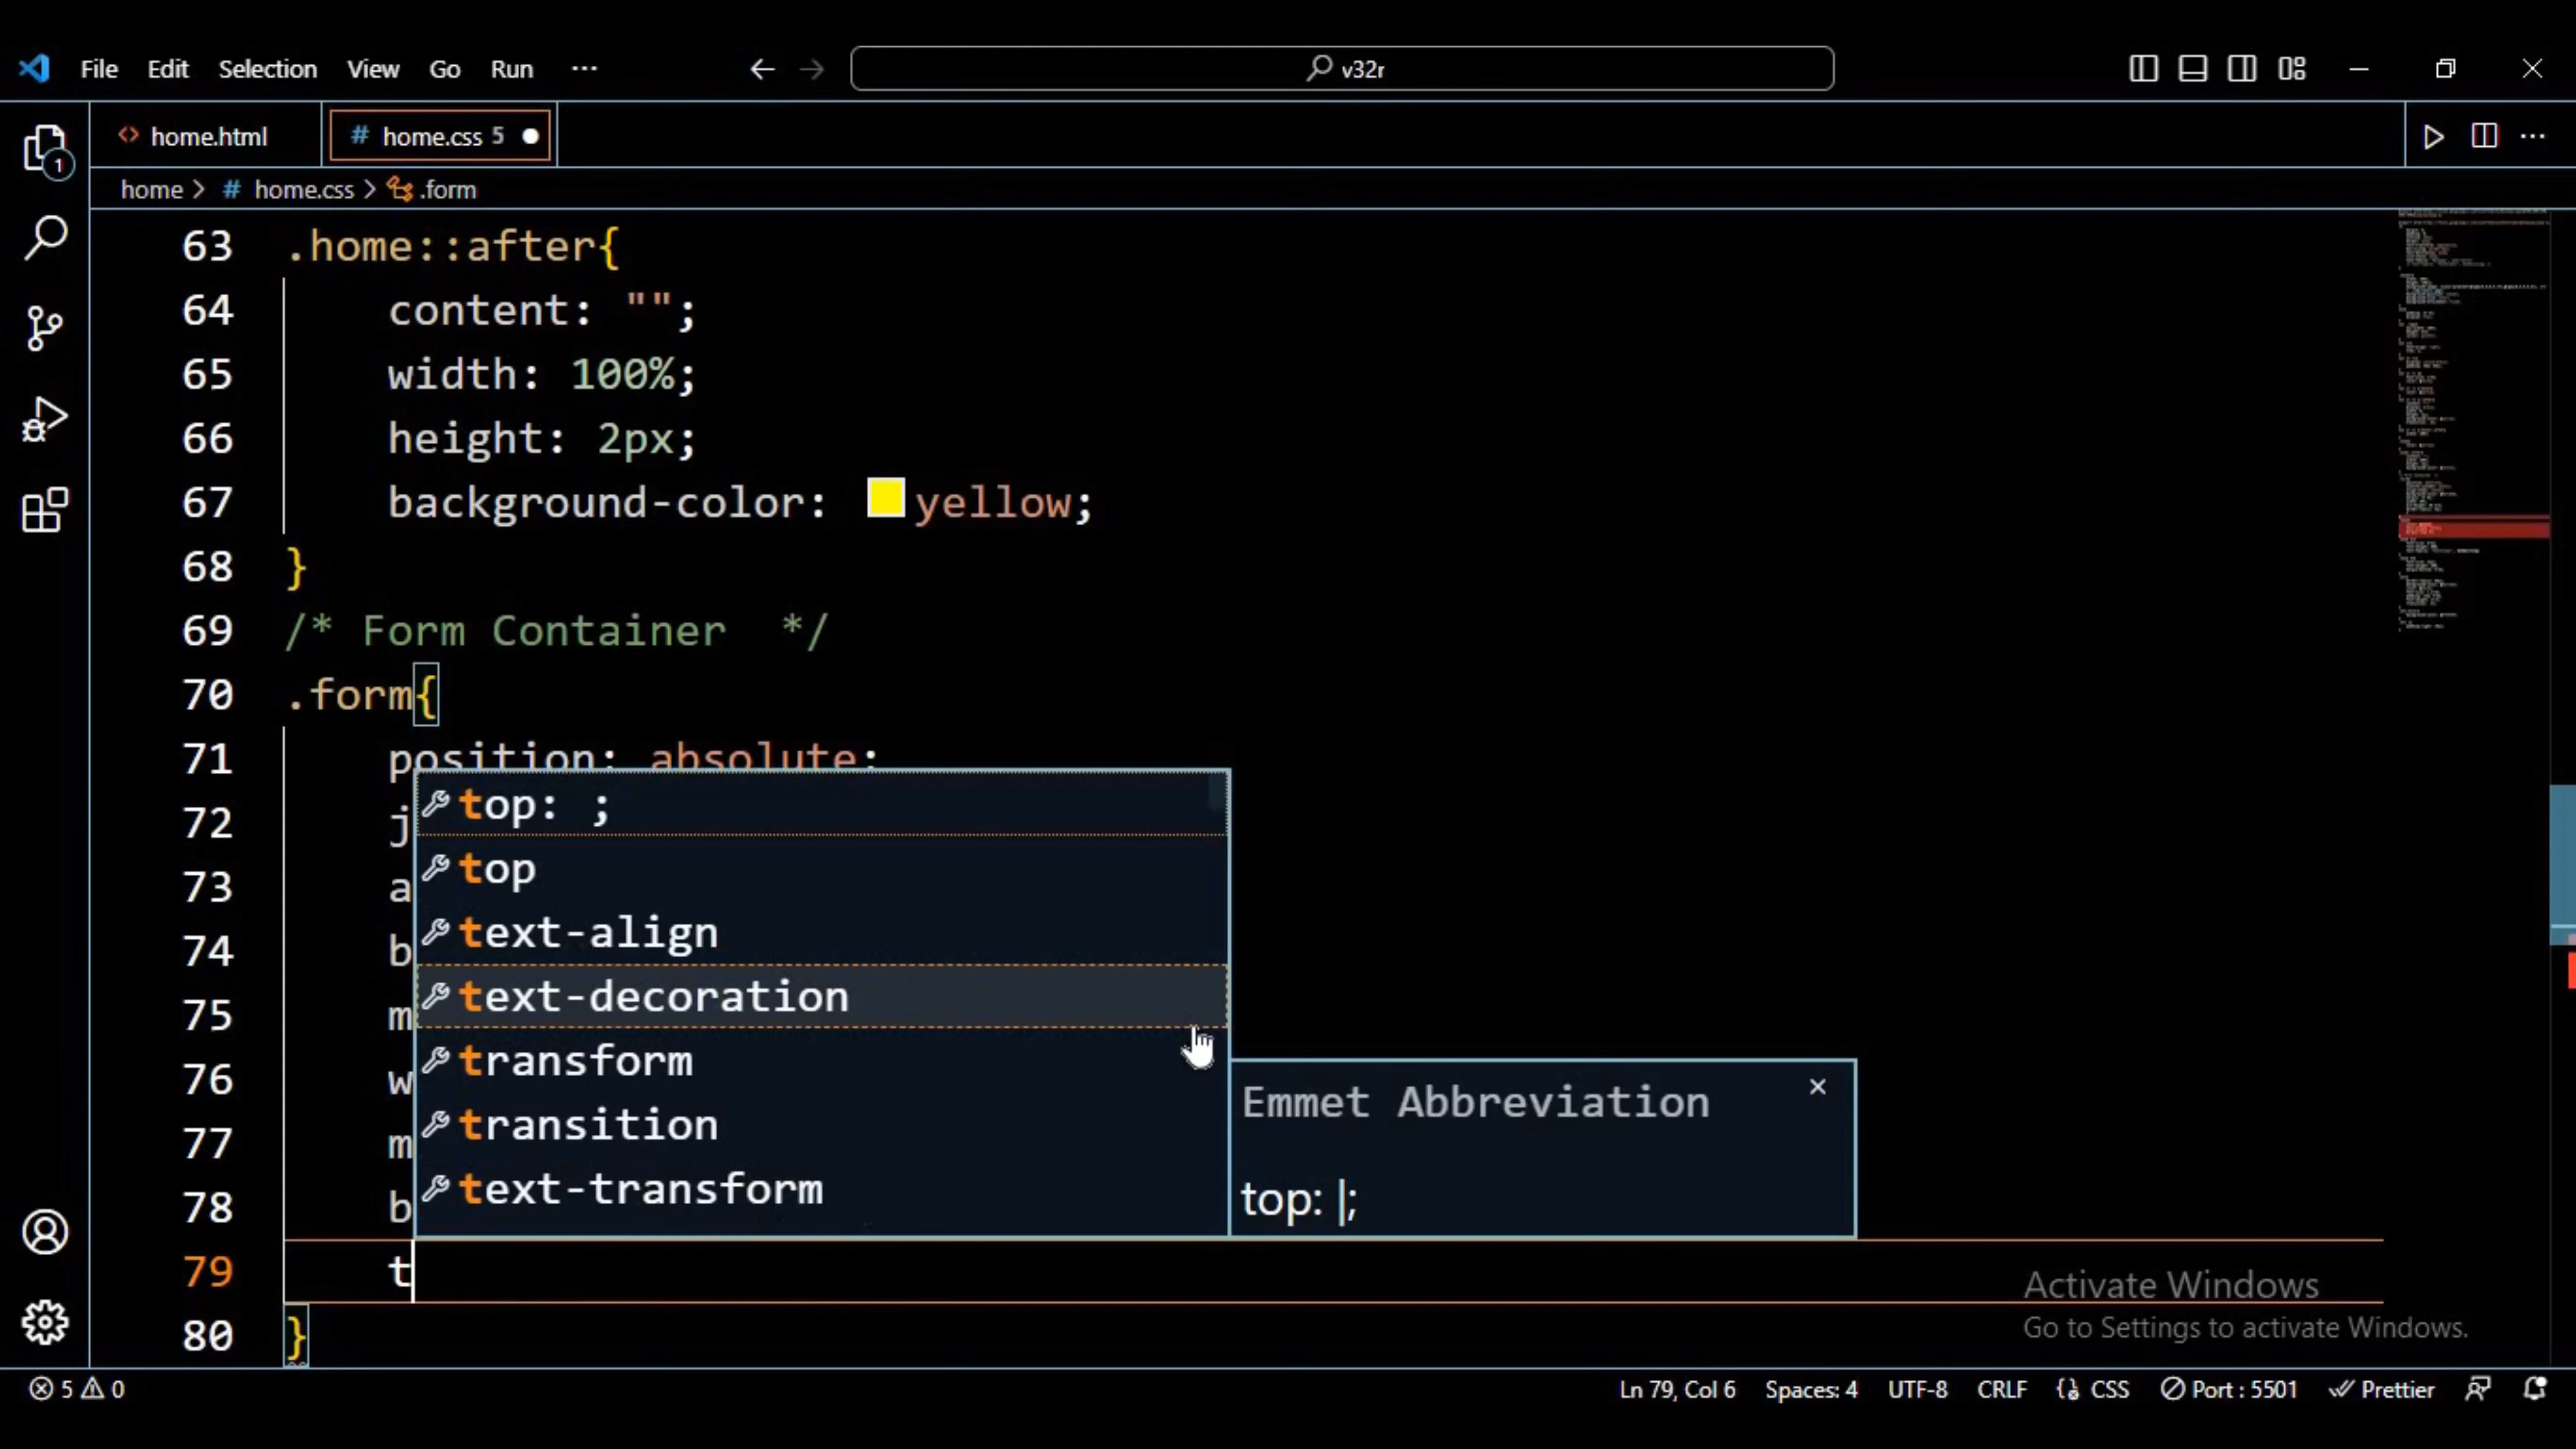 File Edit Selection View Go Run ··· v32r
home.html # home.css 5
home > # home.css > .form
63 .home::after{
64 content: "";
65 width: 100%;
66 height: 2px;
67 background-color: yellow;
68 }
69 /* Form Container */
70 .form{
71 position: absolute;
72 j
73 a
74 b
75 m
76 w
77 m
78 b
79 t
80 }
top: ;
top
text-align
text-decoration
transform
transition
text-transform
Emmet Abbreviation
top: |;
Activate Windows
Go to Settings to activate Windows.
1
5 0 Ln 79, Col 6 Spaces: 4 UTF-8 CRLF CSS Port : 5501 Prettier